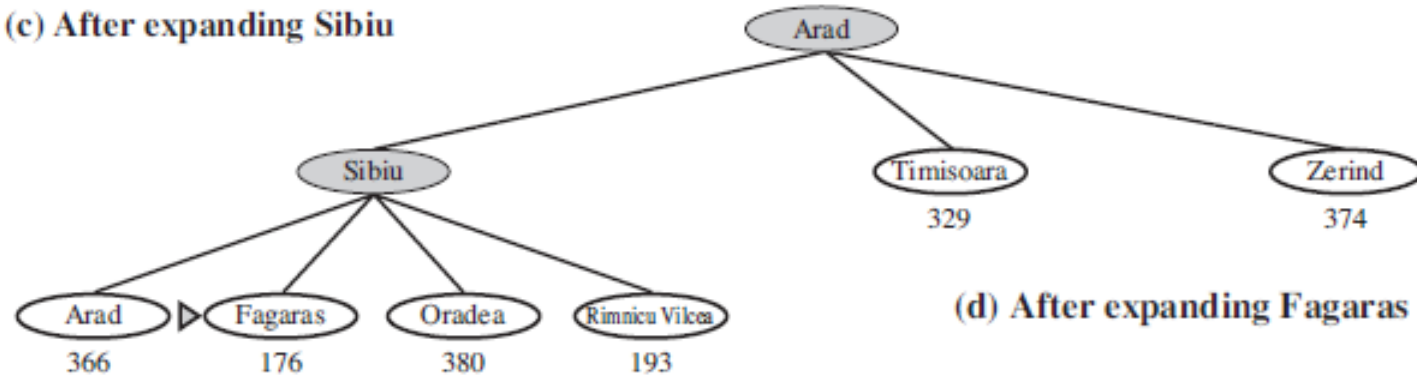 (c) After expanding Sibiu
Arad
Sibiu
Timisoara
Zerind
329
374
Arad
Fagaras
Oradea
Rimnicu Vilcea
366
176
380
193
(d) After expanding Fagaras